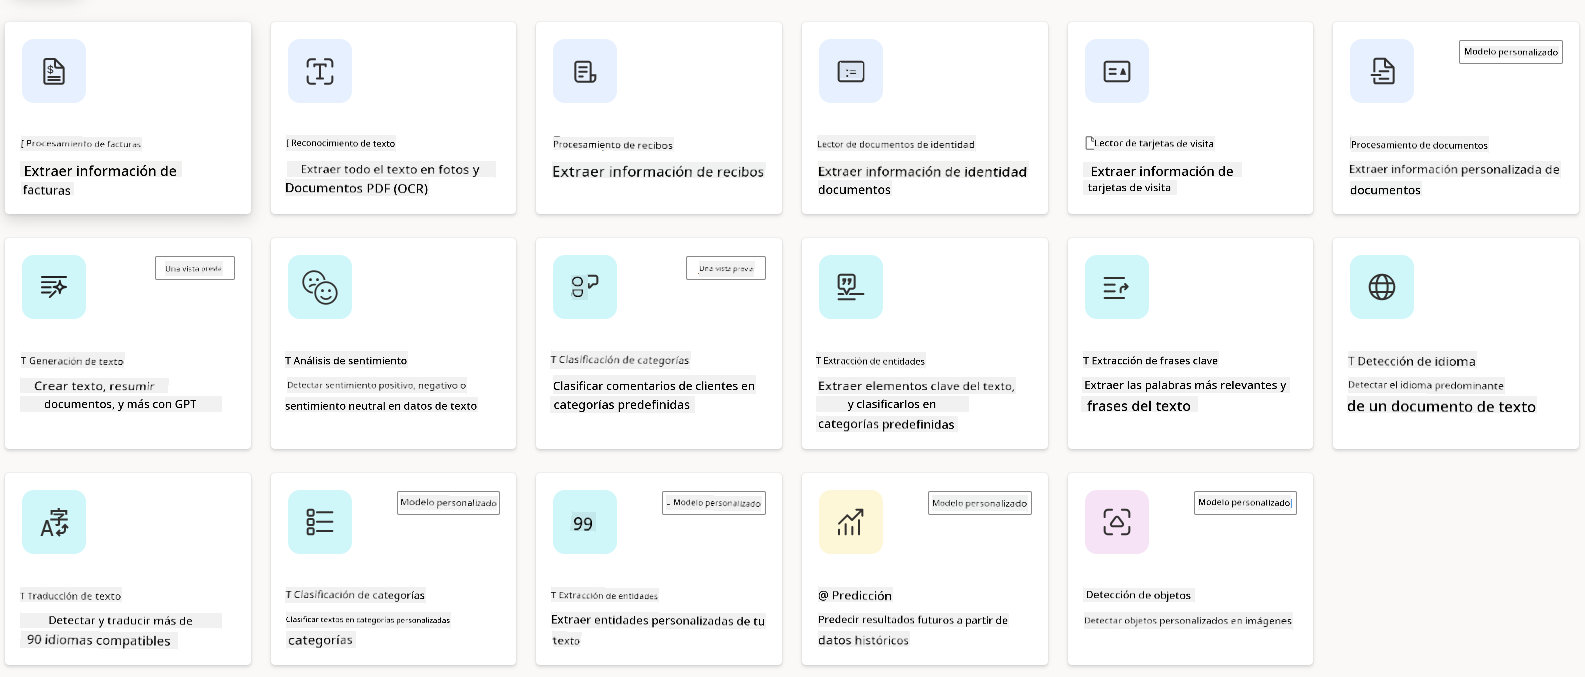 Modelo personalizado
[ Procesamiento de facturas
Extraer información de
facturas
[ Reconocimiento de texto
Extraer todo el texto en fotos y
Documentos PDF (OCR)
Procesamiento de recibos
Extraer información de recibos
Lector de documentos de identidad
Extraer información de identidad
documentos
Lector de tarjetas de visita
Extraer información de
tarjetas de visita
Procesamiento de documentos
Extraer información personalizada de
documentos
Una vista previa
T Generación de texto
Crear texto, resumir
documentos, y más con GPT
T Análisis de sentimiento
Detectar sentimiento positivo, negativo o
sentimiento neutral en datos de texto
Una vista previa
T Clasificación de categorías
Clasificar comentarios de clientes en
categorías predefinidas
T Extracción de entidades
Extraer elementos clave del texto,
y clasificarlos en
categorías predefinidas
T Extracción de frases clave
Extraer las palabras más relevantes y
frases del texto
T Detección de idioma
Detectar el idioma predominante
de un documento de texto
T Traducción de texto
Detectar y traducir más de
90 idiomas compatibles
Modelo personalizado
T Clasificación de categorías
Clasificar textos en categorías personalizadas
categorías
Modelo personalizado
99
T Extracción de entidades
Extraer entidades personalizadas de tu
texto
Modelo personalizado
@ Predicción
Predecir resultados futuros a partir de
datos históricos
Modelo personalizado
Detección de objetos
Detectar objetos personalizados en imágenes